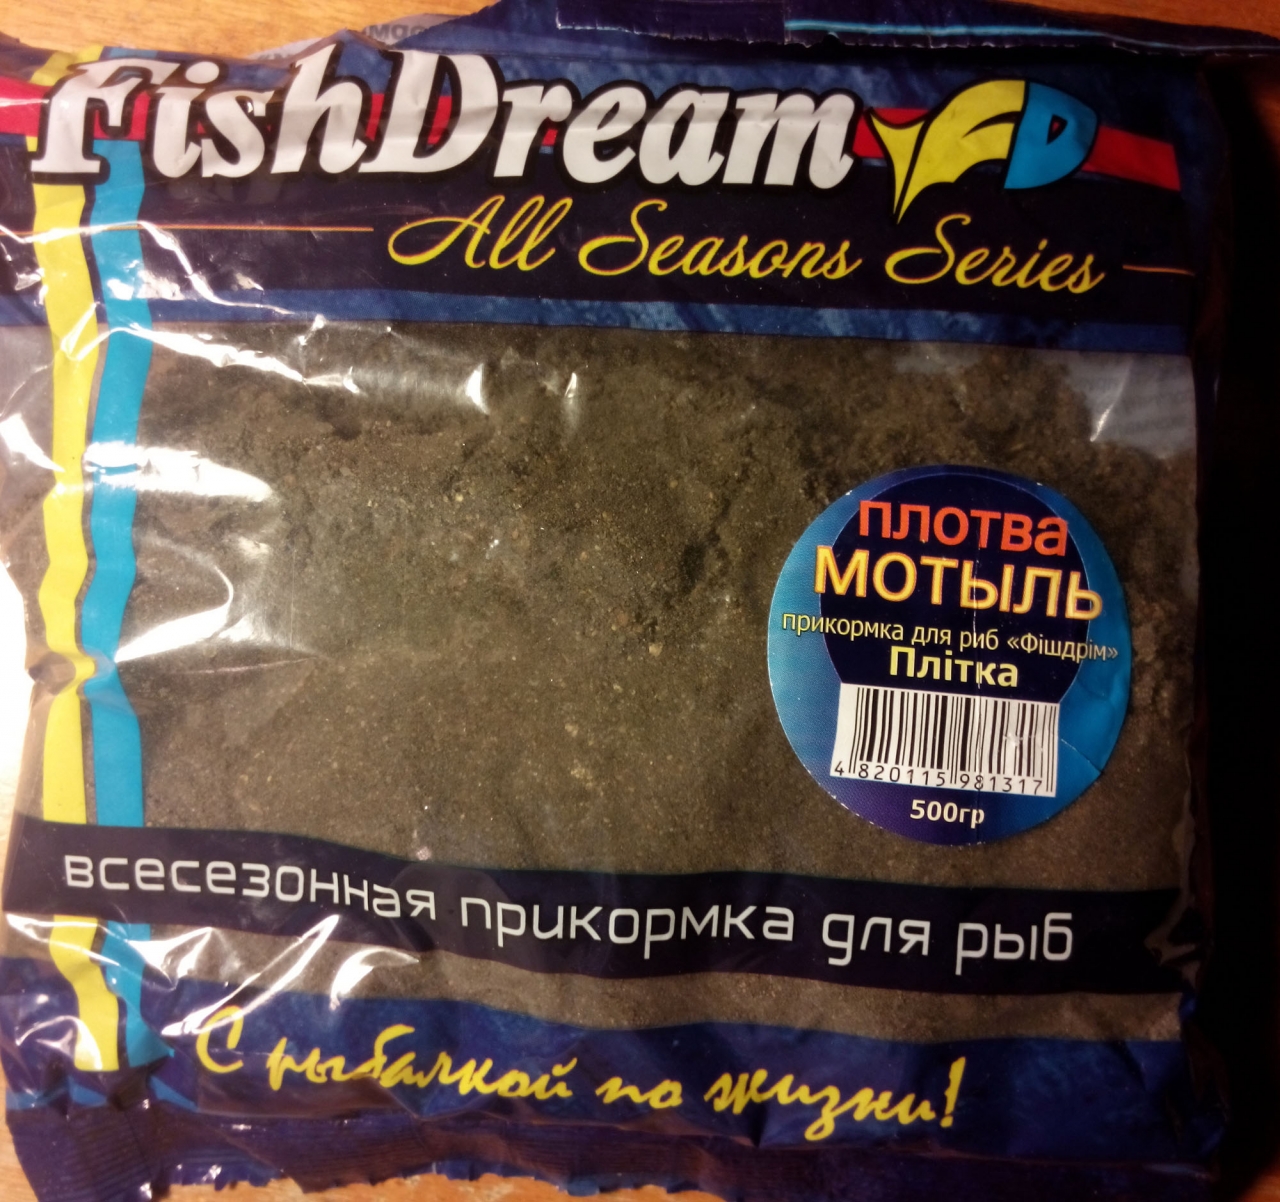 FishDream
FD
All Seasons Series
плотва
мотыль
прикормка для риб «Фішдрім»
Плітка
4 820115 981317
500гр
всесезонная прикормка для рыб
С рыбалкой по жизни!